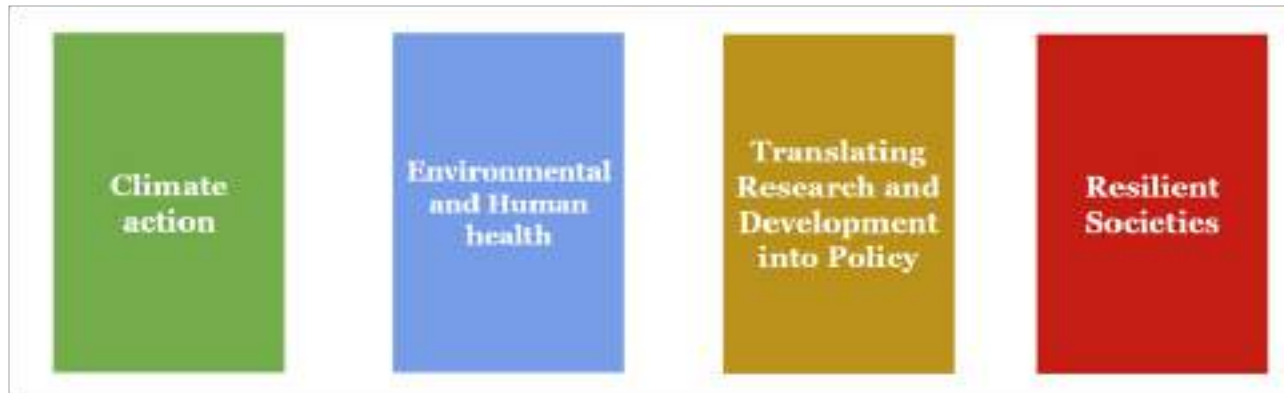 Climate
action
Environmental
and Human
health
Translating
Research and
Development
into Policy
Resilient
Societies